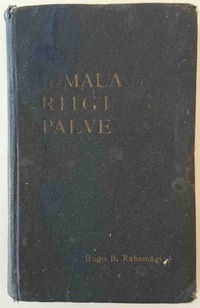 JUMALA
RIIGI
PALVE
Hugo B. Rahamägi